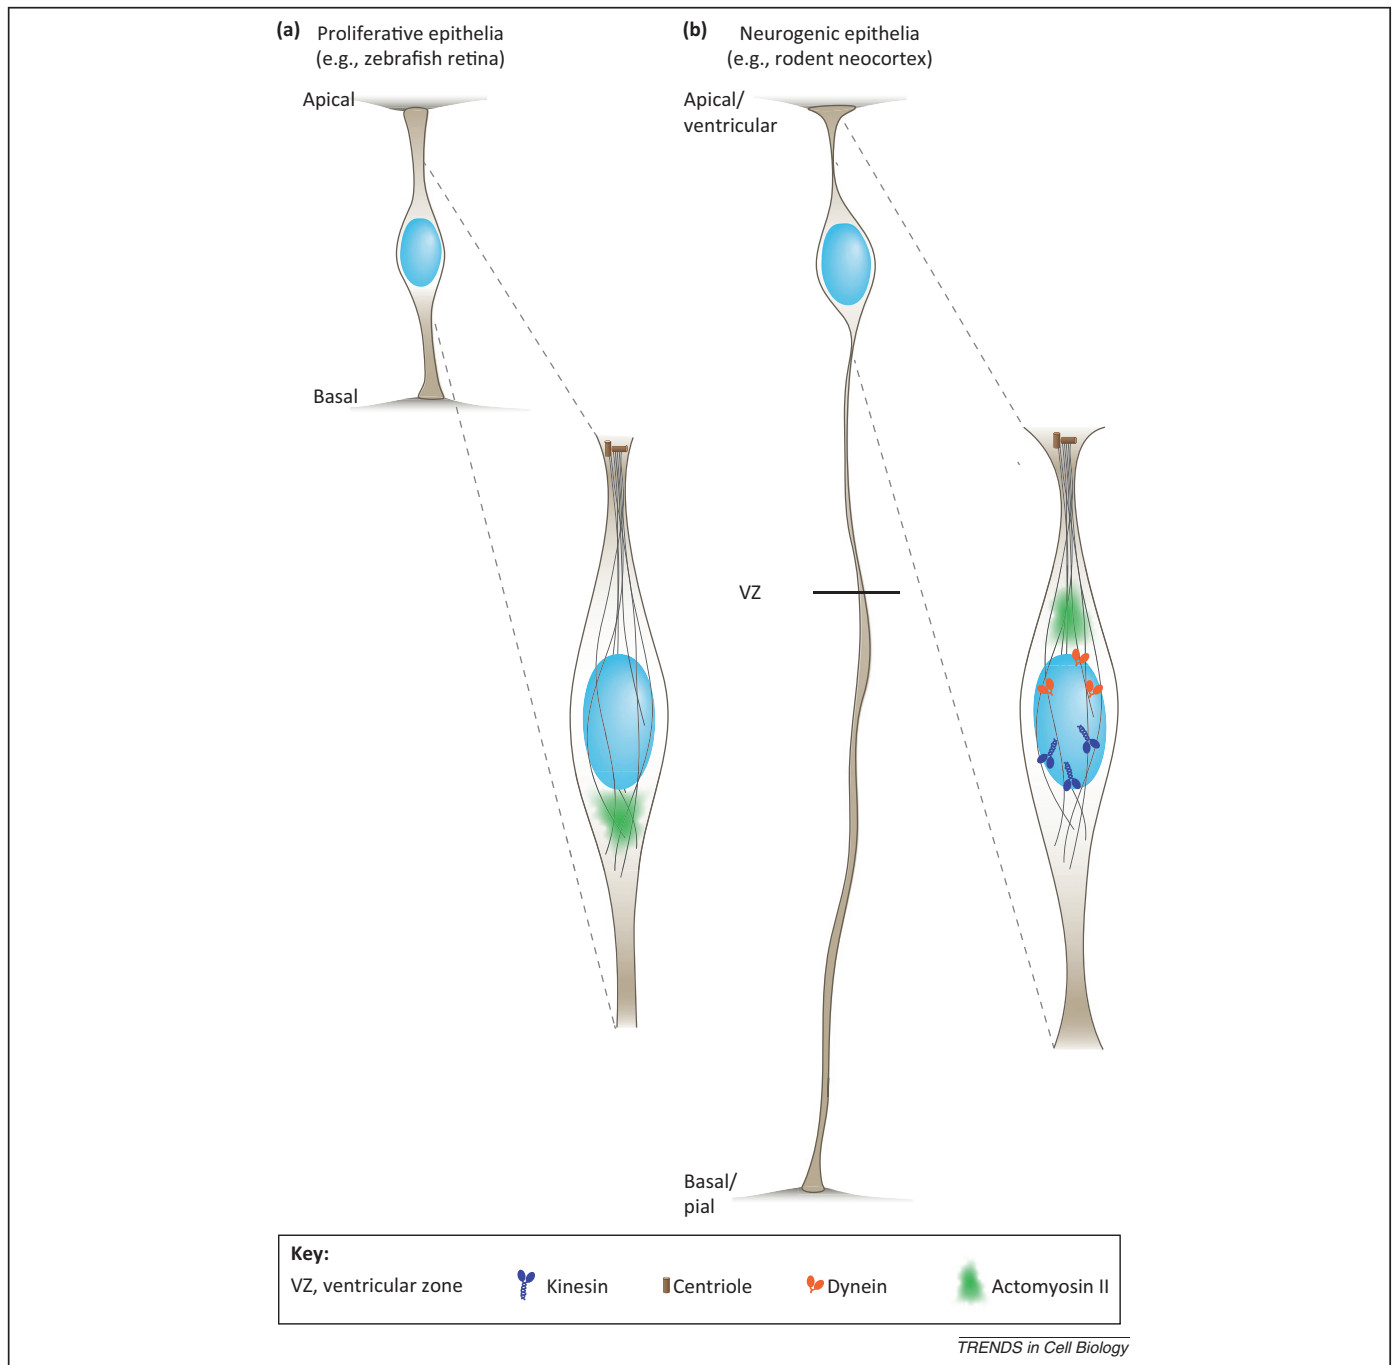 (a) Proliferative epithelia
(e.g., zebrafish retina)
Apical
Basal
(b) Neurogenic epithelia
(e.g., rodent neocortex)
Apical/
ventricular
VZ
Basal/
pial
Key:
VZ, ventricular zone Kinesin Centriole Dynein Actomyosin II
TRENDS in Cell Biology